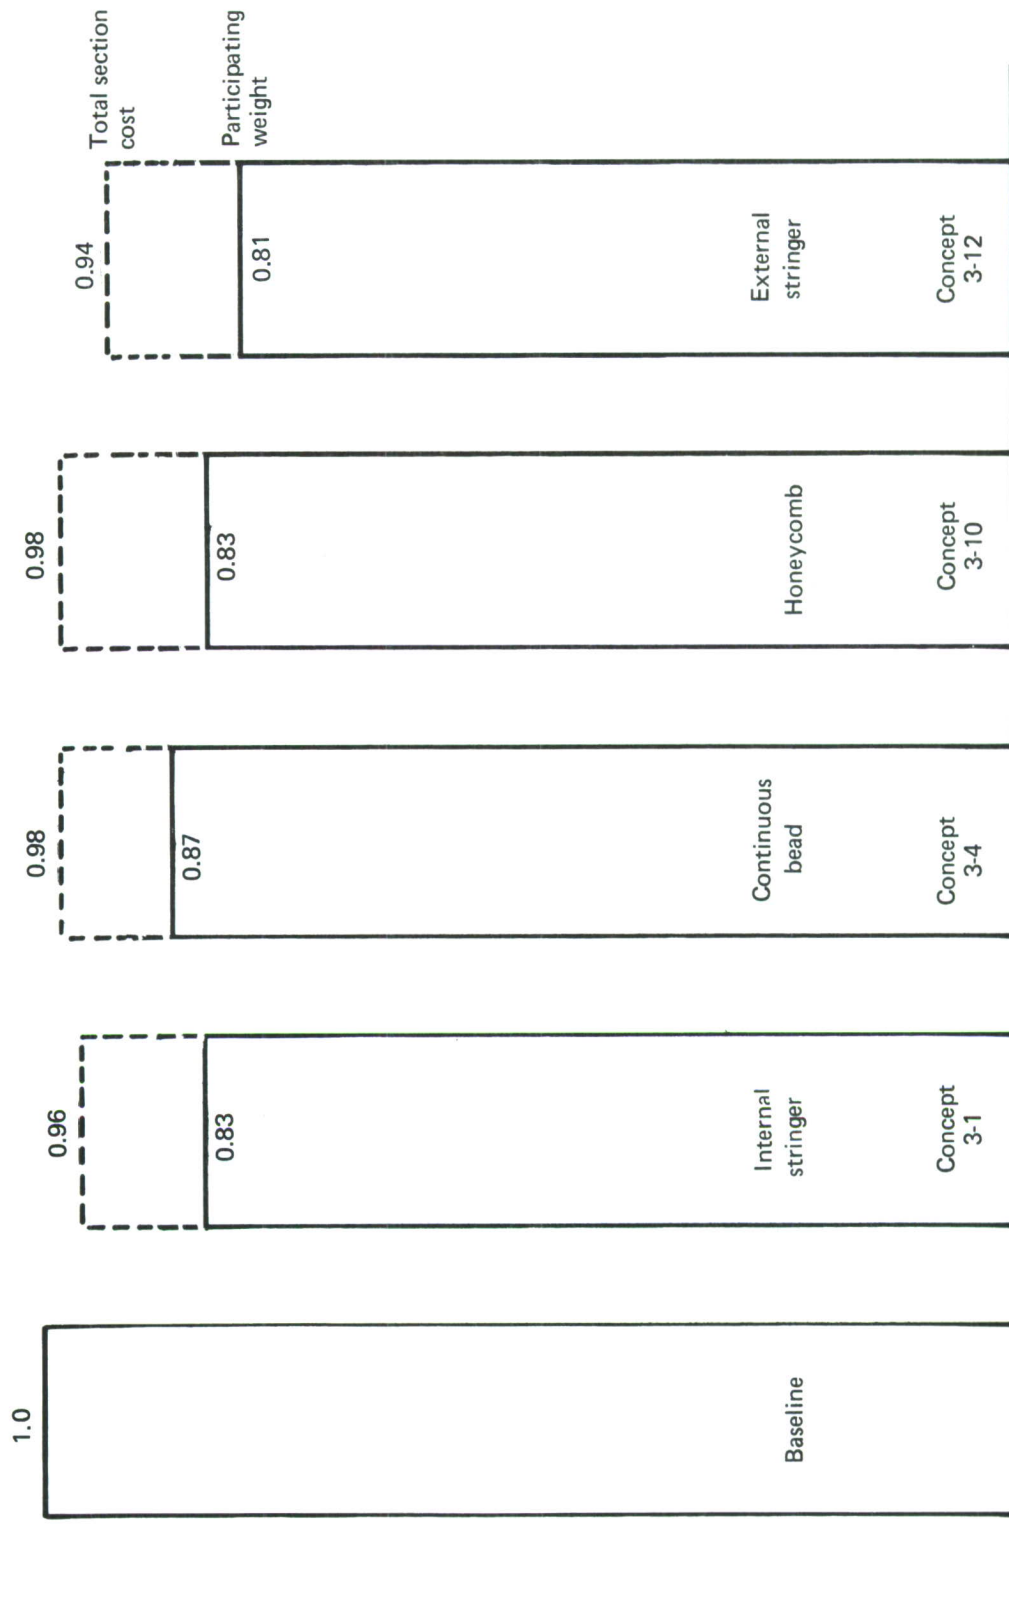 1.0
Baseline
0.96
0.83
Internal
stringer
Concept
3-1
0.98
0.87
Continuous
bead
Concept
3-4
0.98
0.83
Honeycomb
Concept
3-10
0.94
0.81
External
stringer
Concept
3-12
Total section
cost
Participating
weight